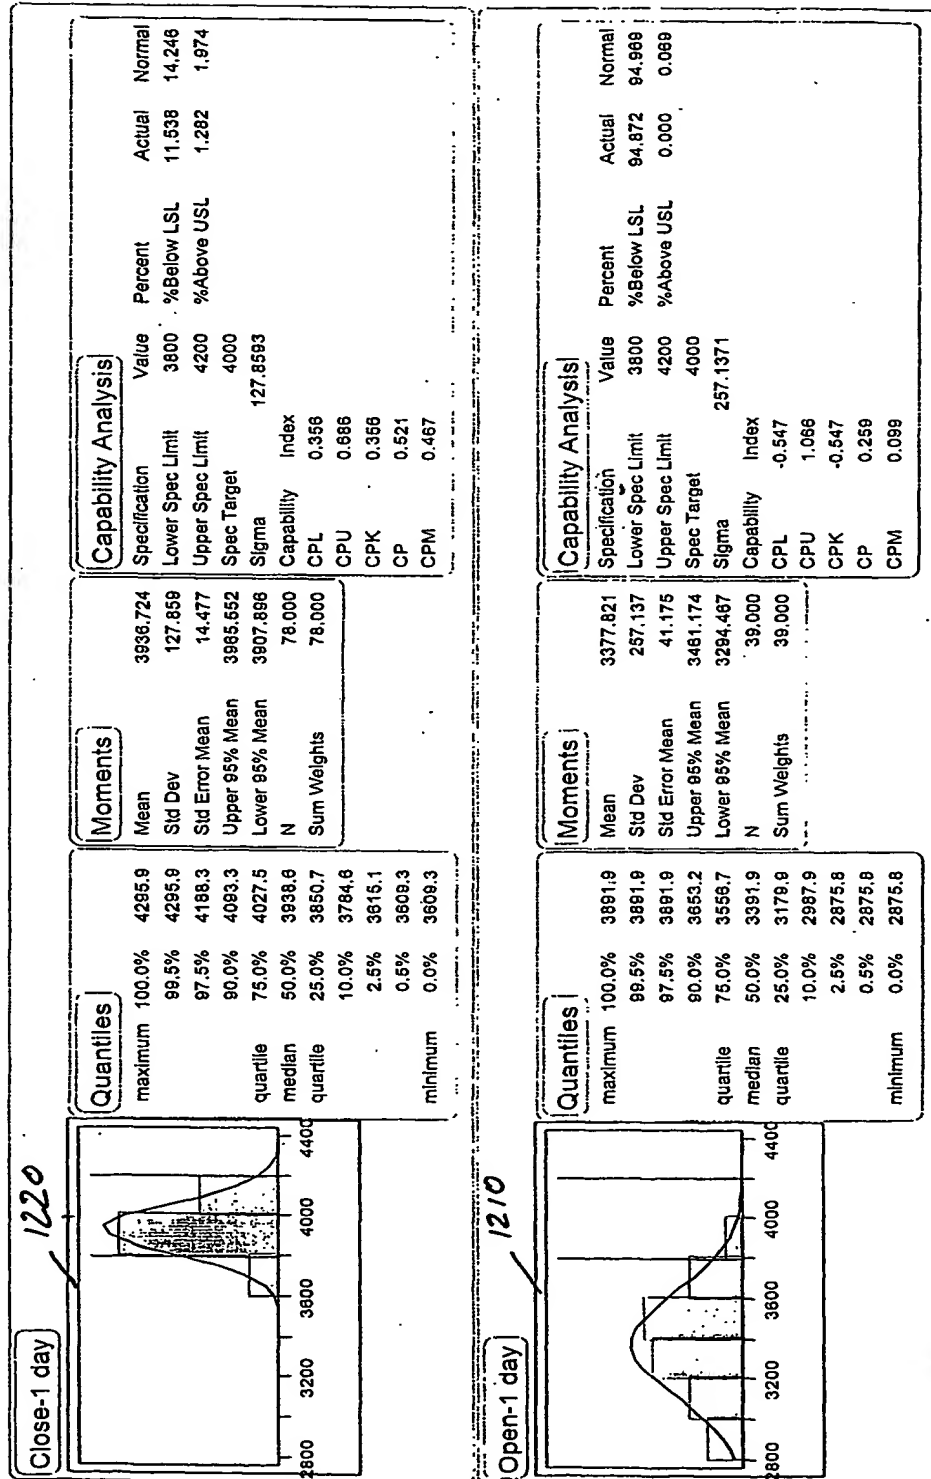 Close-1 day
1220
2800 3200 3600 4000 4400
Quantiles
maximum 100.0% 4295.9
99.5% 4295.9
97.5% 4188.3
90.0% 4093.3
quartile 75.0% 4027.5
median 50.0% 3938.6
quartile 25.0% 3850.7
10.0% 3784.6
2.5% 3615.1
0.5% 3609.3
minimum 0.0% 3609.3
Moments
Mean 3936.724
Std Dev 127.859
Std Error Mean 14.477
Upper 95% Mean 3965.552
Lower 95% Mean 3907.896
N 78.000
Sum Weights 78.000
Capability Analysis
Specification Value Percent Actual Normal
Lower Spec Limit 3800 %Below LSL 11.538 14.246
Upper Spec Limit 4200 %Above USL 1.282 1.974
Spec Target 4000
Sigma 127.8593
Capability Index
CPL 0.356
CPU 0.686
CPK 0.356
CP 0.521
CPM 0.467
Open-1 day
1210
2800 3200 3600 4000 4400
Quantiles
maximum 100.0% 3891.9
99.5% 3891.9
97.5% 3891.9
90.0% 3653.2
quartile 75.0% 3556.7
median 50.0% 3391.9
quartile 25.0% 3179.9
10.0% 2987.9
2.5% 2875.8
0.5% 2875.8
minimum 0.0% 2875.8
Moments
Mean 3377.821
Std Dev 257.137
Std Error Mean 41.175
Upper 95% Mean 3461.174
Lower 95% Mean 3294.467
N 39.000
Sum Weights 39.000
Capability Analysis
Specification Value Percent Actual Normal
Lower Spec Limit 3800 %Below LSL 94.872 94.969
Upper Spec Limit 4200 %Above USL 0.000 0.069
Spec Target 4000
Sigma 257.1371
Capability Index
CPL -0.547
CPU 1.066
CPK -0.547
CP 0.259
CPM 0.099